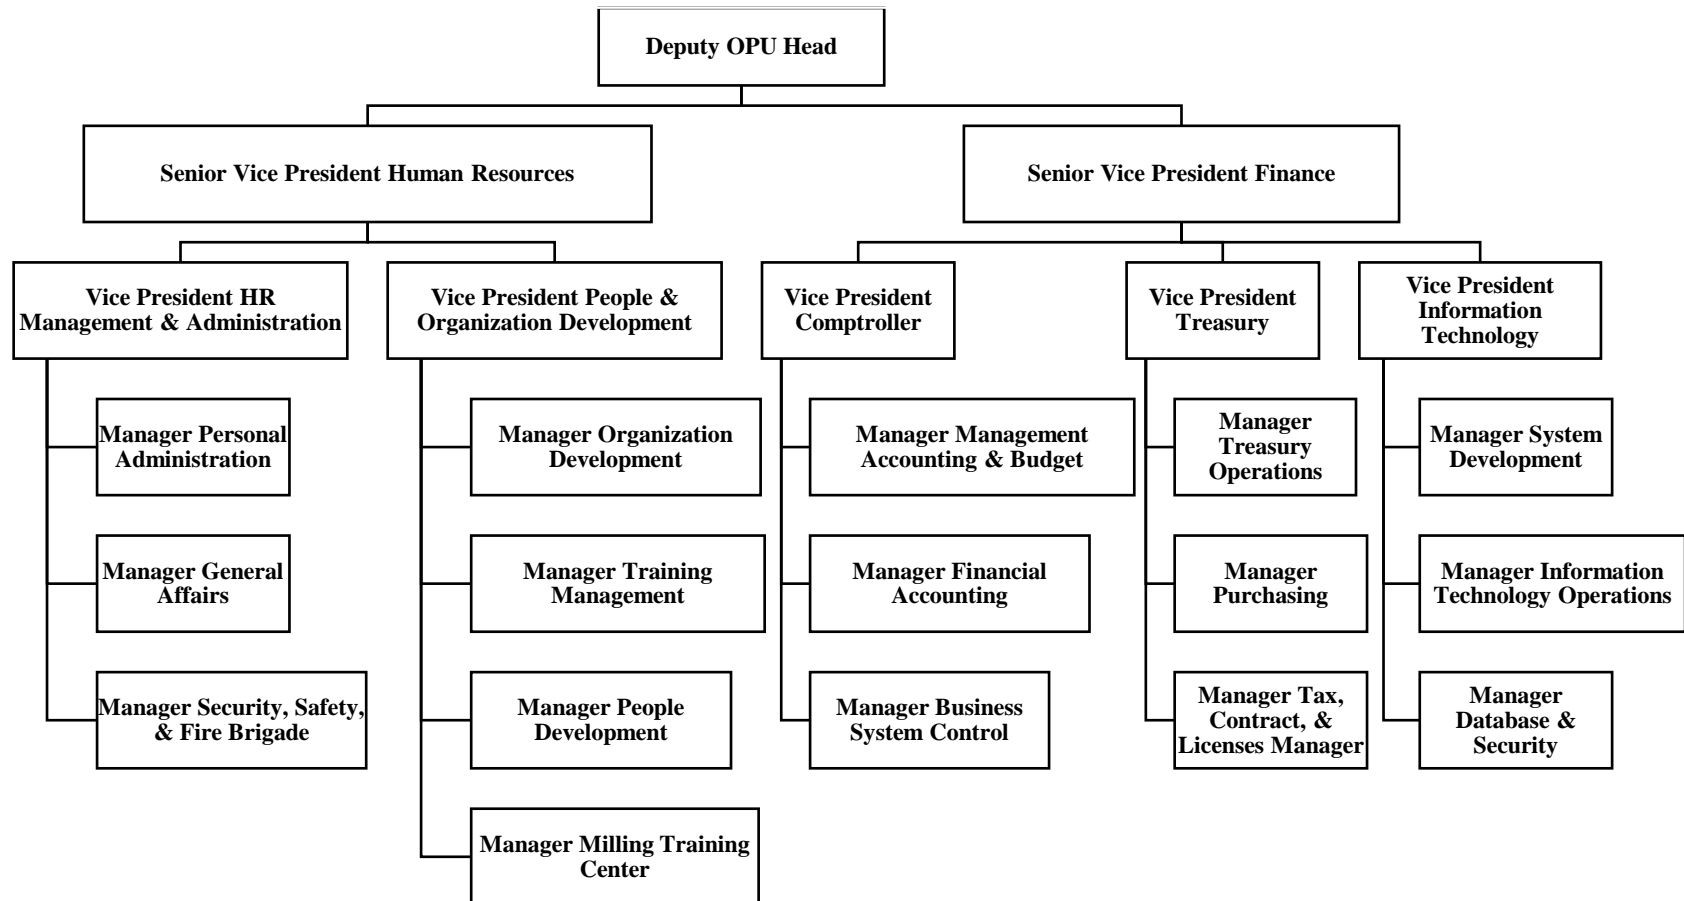 Deputy OPU Head
Senior Vice President Human Resources
Senior Vice President Finance
Vice President HR
Management & Administration
Vice President People &
Organization Development
Vice President
Comptroller
Vice President
Treasury
Vice President
Information
Technology
Manager Personal
Administration
Manager Organization
Development
Manager Management
Accounting & Budget
Manager
Treasury
Operations
Manager System
Development
Manager General
Affairs
Manager Training
Management
Manager Financial
Accounting
Manager
Purchasing
Manager Information
Technology Operations
Manager Security, Safety,
& Fire Brigade
Manager People
Development
Manager Business
System Control
Manager Tax,
Contract, &
Licenses Manager
Manager
Database &
Security
Manager Milling Training
Center